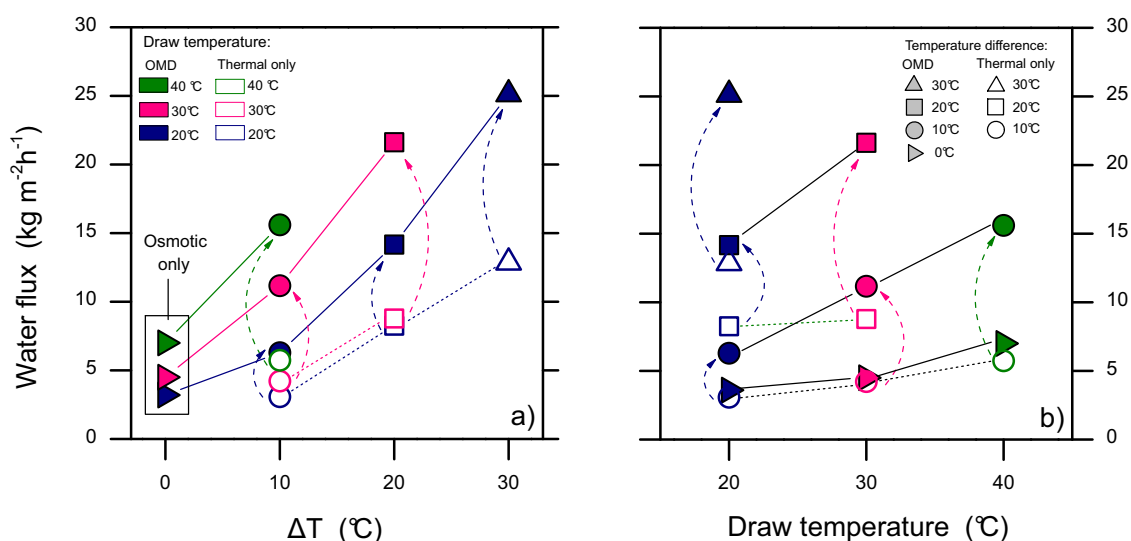 30
25
20
15
10
5
0
Water flux (kg m⁻²h⁻¹)
Draw temperature:
OMD Thermal only
40 °C 40 °C
30°C 30°C
20°C 20°C
Osmotic
only
a)
0 10 20 30
ΔT (°C)
Temperature difference:
OMD Thermal only
30°C 30°C
20°C 20°C
10°C 10°C
0°C
b)
20 30 40
Draw temperature (°C)
30
25
20
15
10
5
0